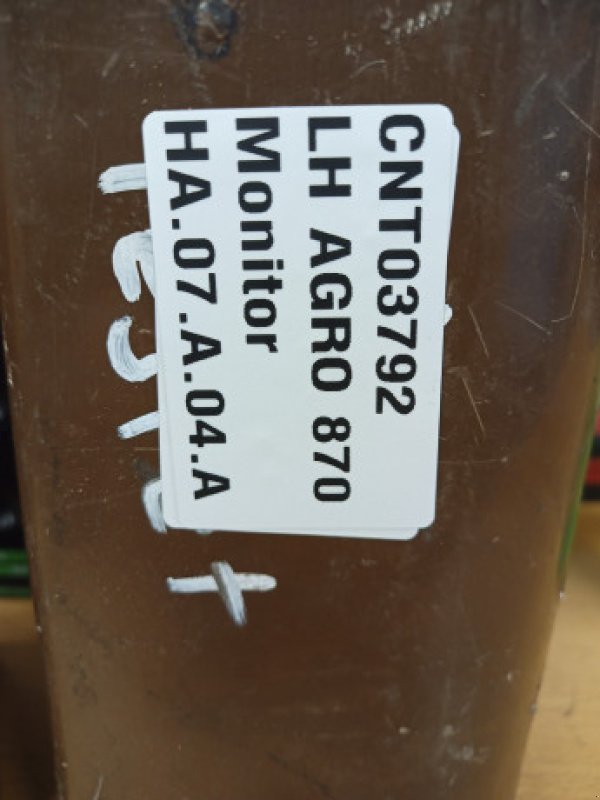 CNT03792
LH AGRO 870
Monitor
HA.07.A.04.A